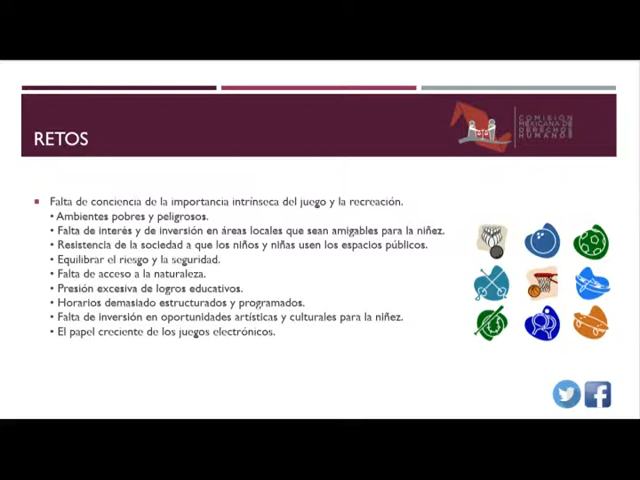 RETOS
COMISIÓN
MEXICANA DE
DERECHOS
HUMANOS
Falta de conciencia de la importancia intrínseca del juego y la recreación.
• Ambientes pobres y peligrosos.
• Falta de interés y de inversión en áreas locales que sean amigables para la niñez.
• Resistencia de la sociedad a que los niños y niñas usen los espacios públicos.
• Equilibrar el riesgo y la seguridad.
• Falta de acceso a la naturaleza.
• Presión excesiva de logros educativos.
• Horarios demasiado estructurados y programados.
• Falta de inversión en oportunidades artísticas y culturales para la niñez.
• El papel creciente de los juegos electrónicos.